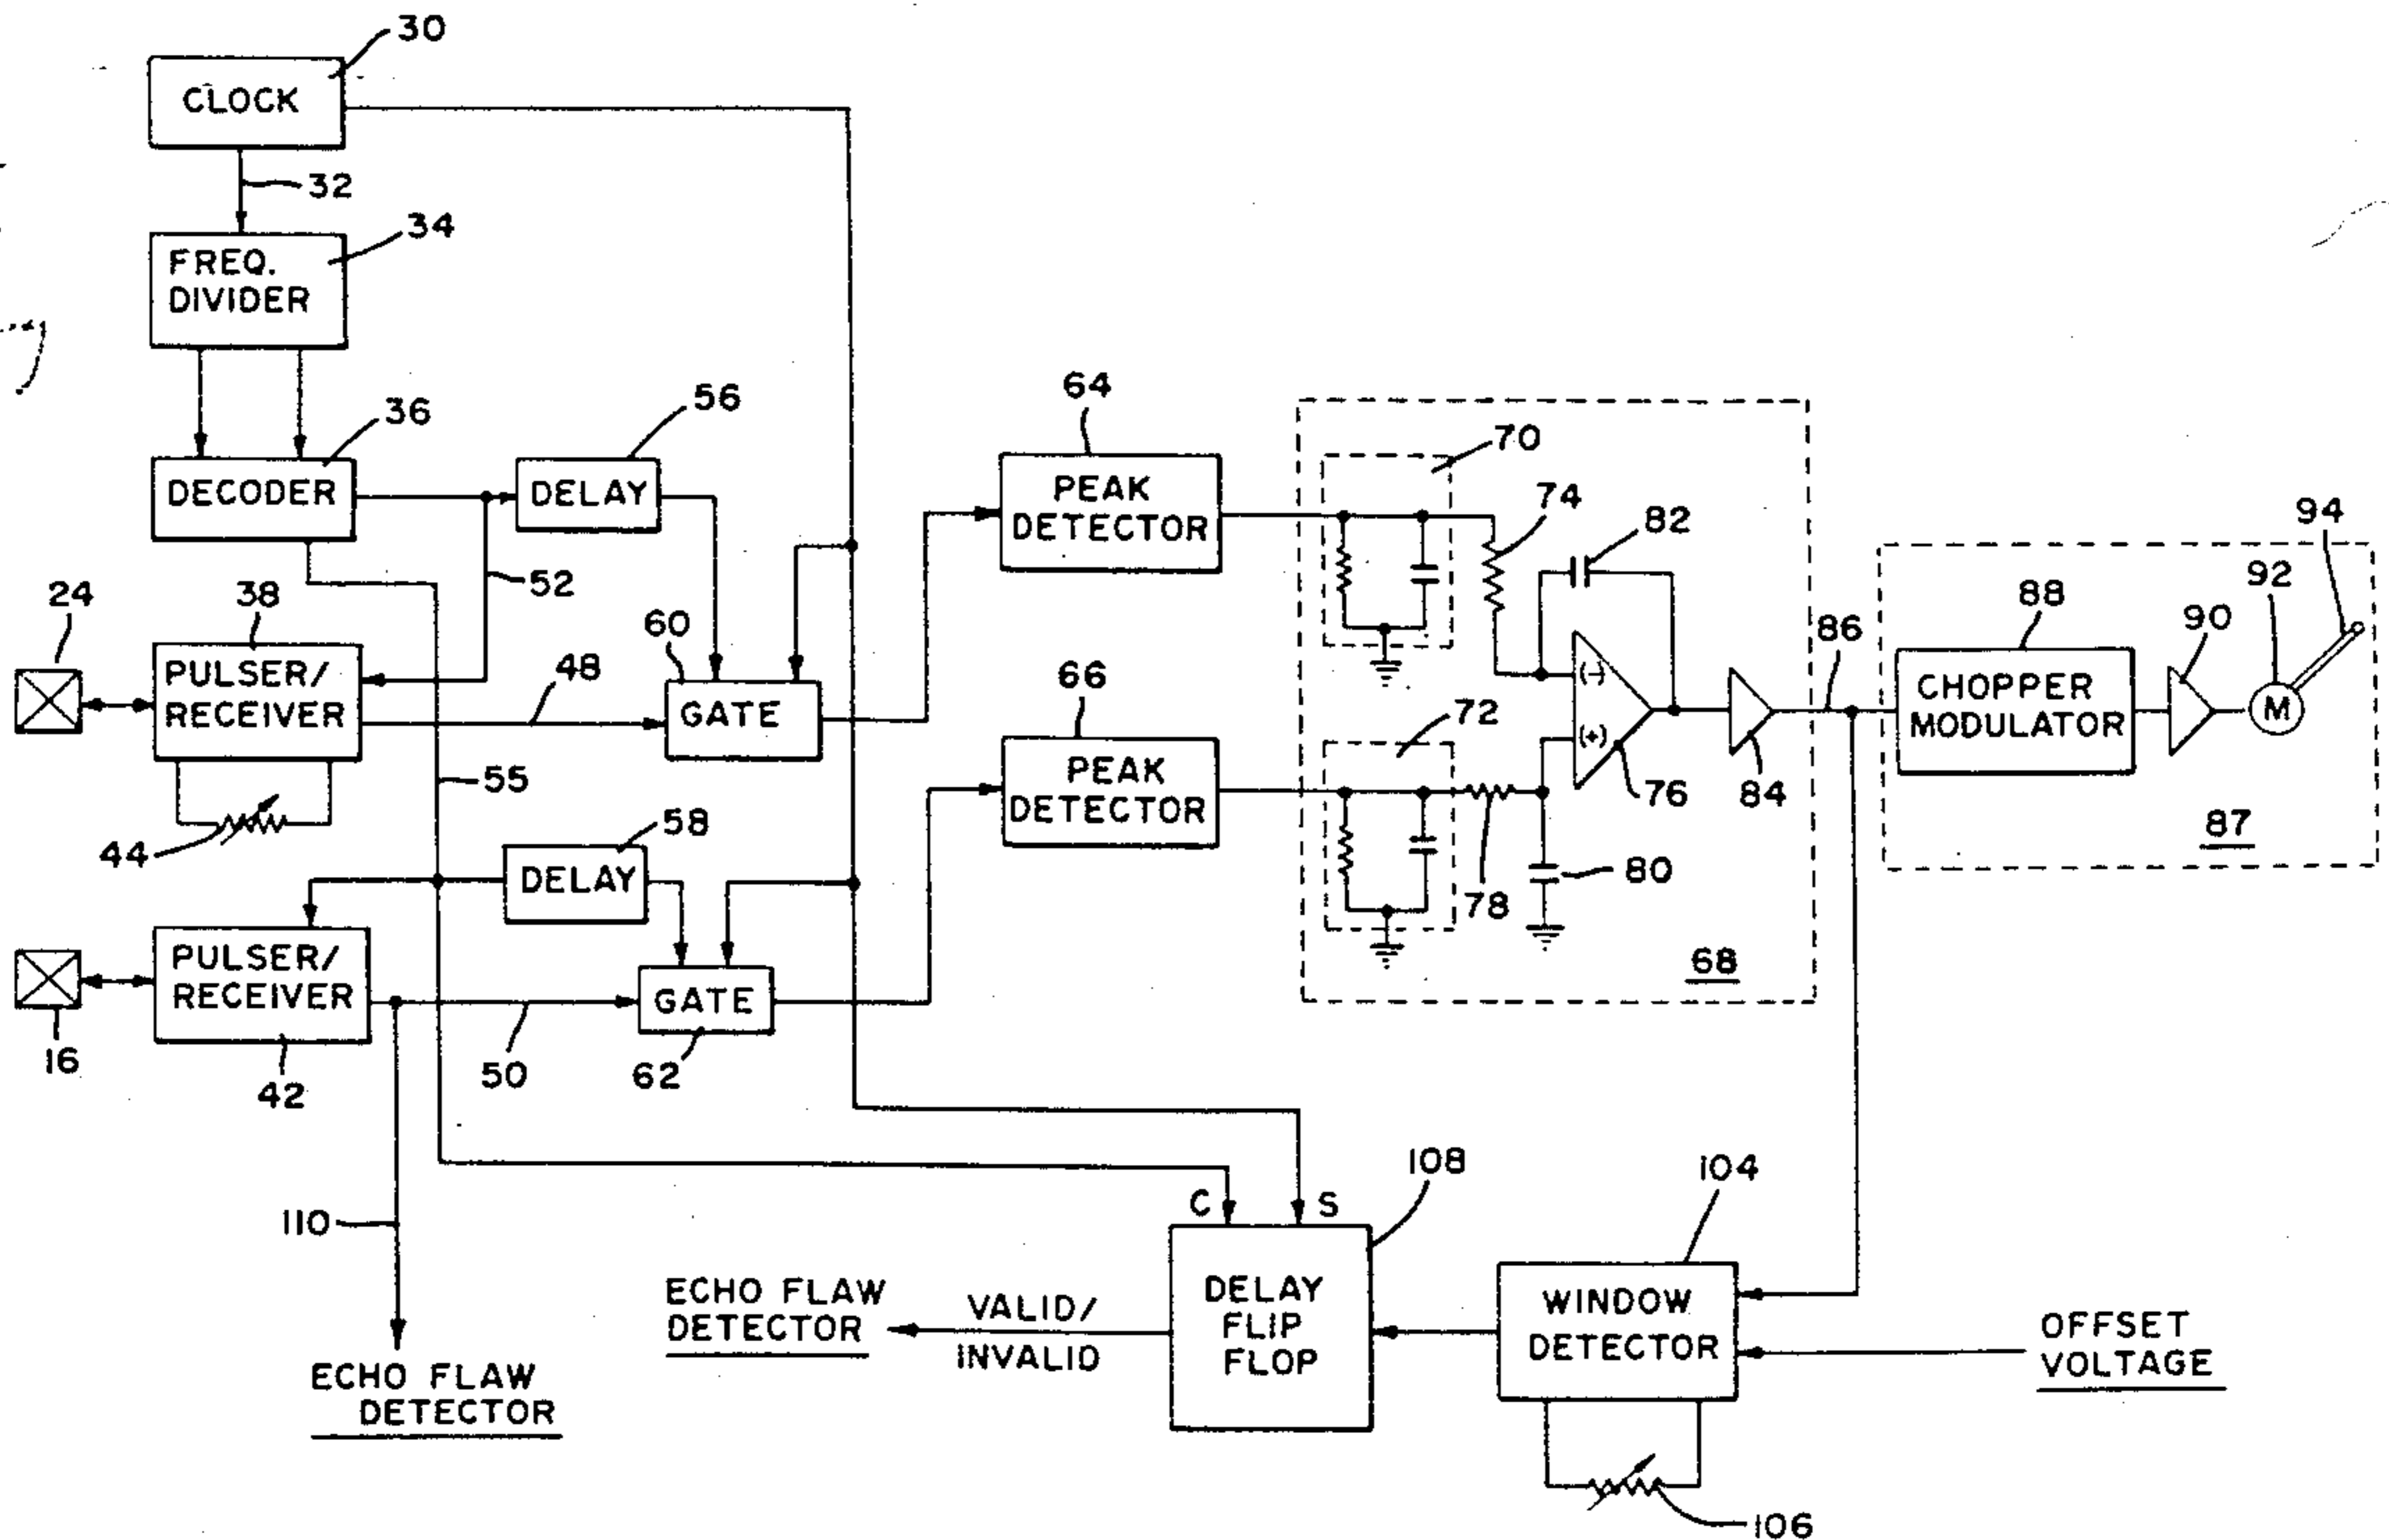 30
CLOCK
32
34
FREQ.
DIVIDER
36
56
DECODER
DELAY
52
24
38
PULSER/
RECEIVER
48
60
GATE
44
55
58
DELAY
16
PULSER/
RECEIVER
42
50
GATE
62
110
ECHO FLAW
DETECTOR
64
PEAK
DETECTOR
66
PEAK
DETECTOR
70
74
82
72
(-)
(+)
76
84
78
80
68
86
88
CHOPPER
MODULATOR
90
92
94
M
87
108
C
S
DELAY
FLIP
FLOP
ECHO FLAW
DETECTOR
VALID/
INVALID
104
WINDOW
DETECTOR
OFFSET
VOLTAGE
106